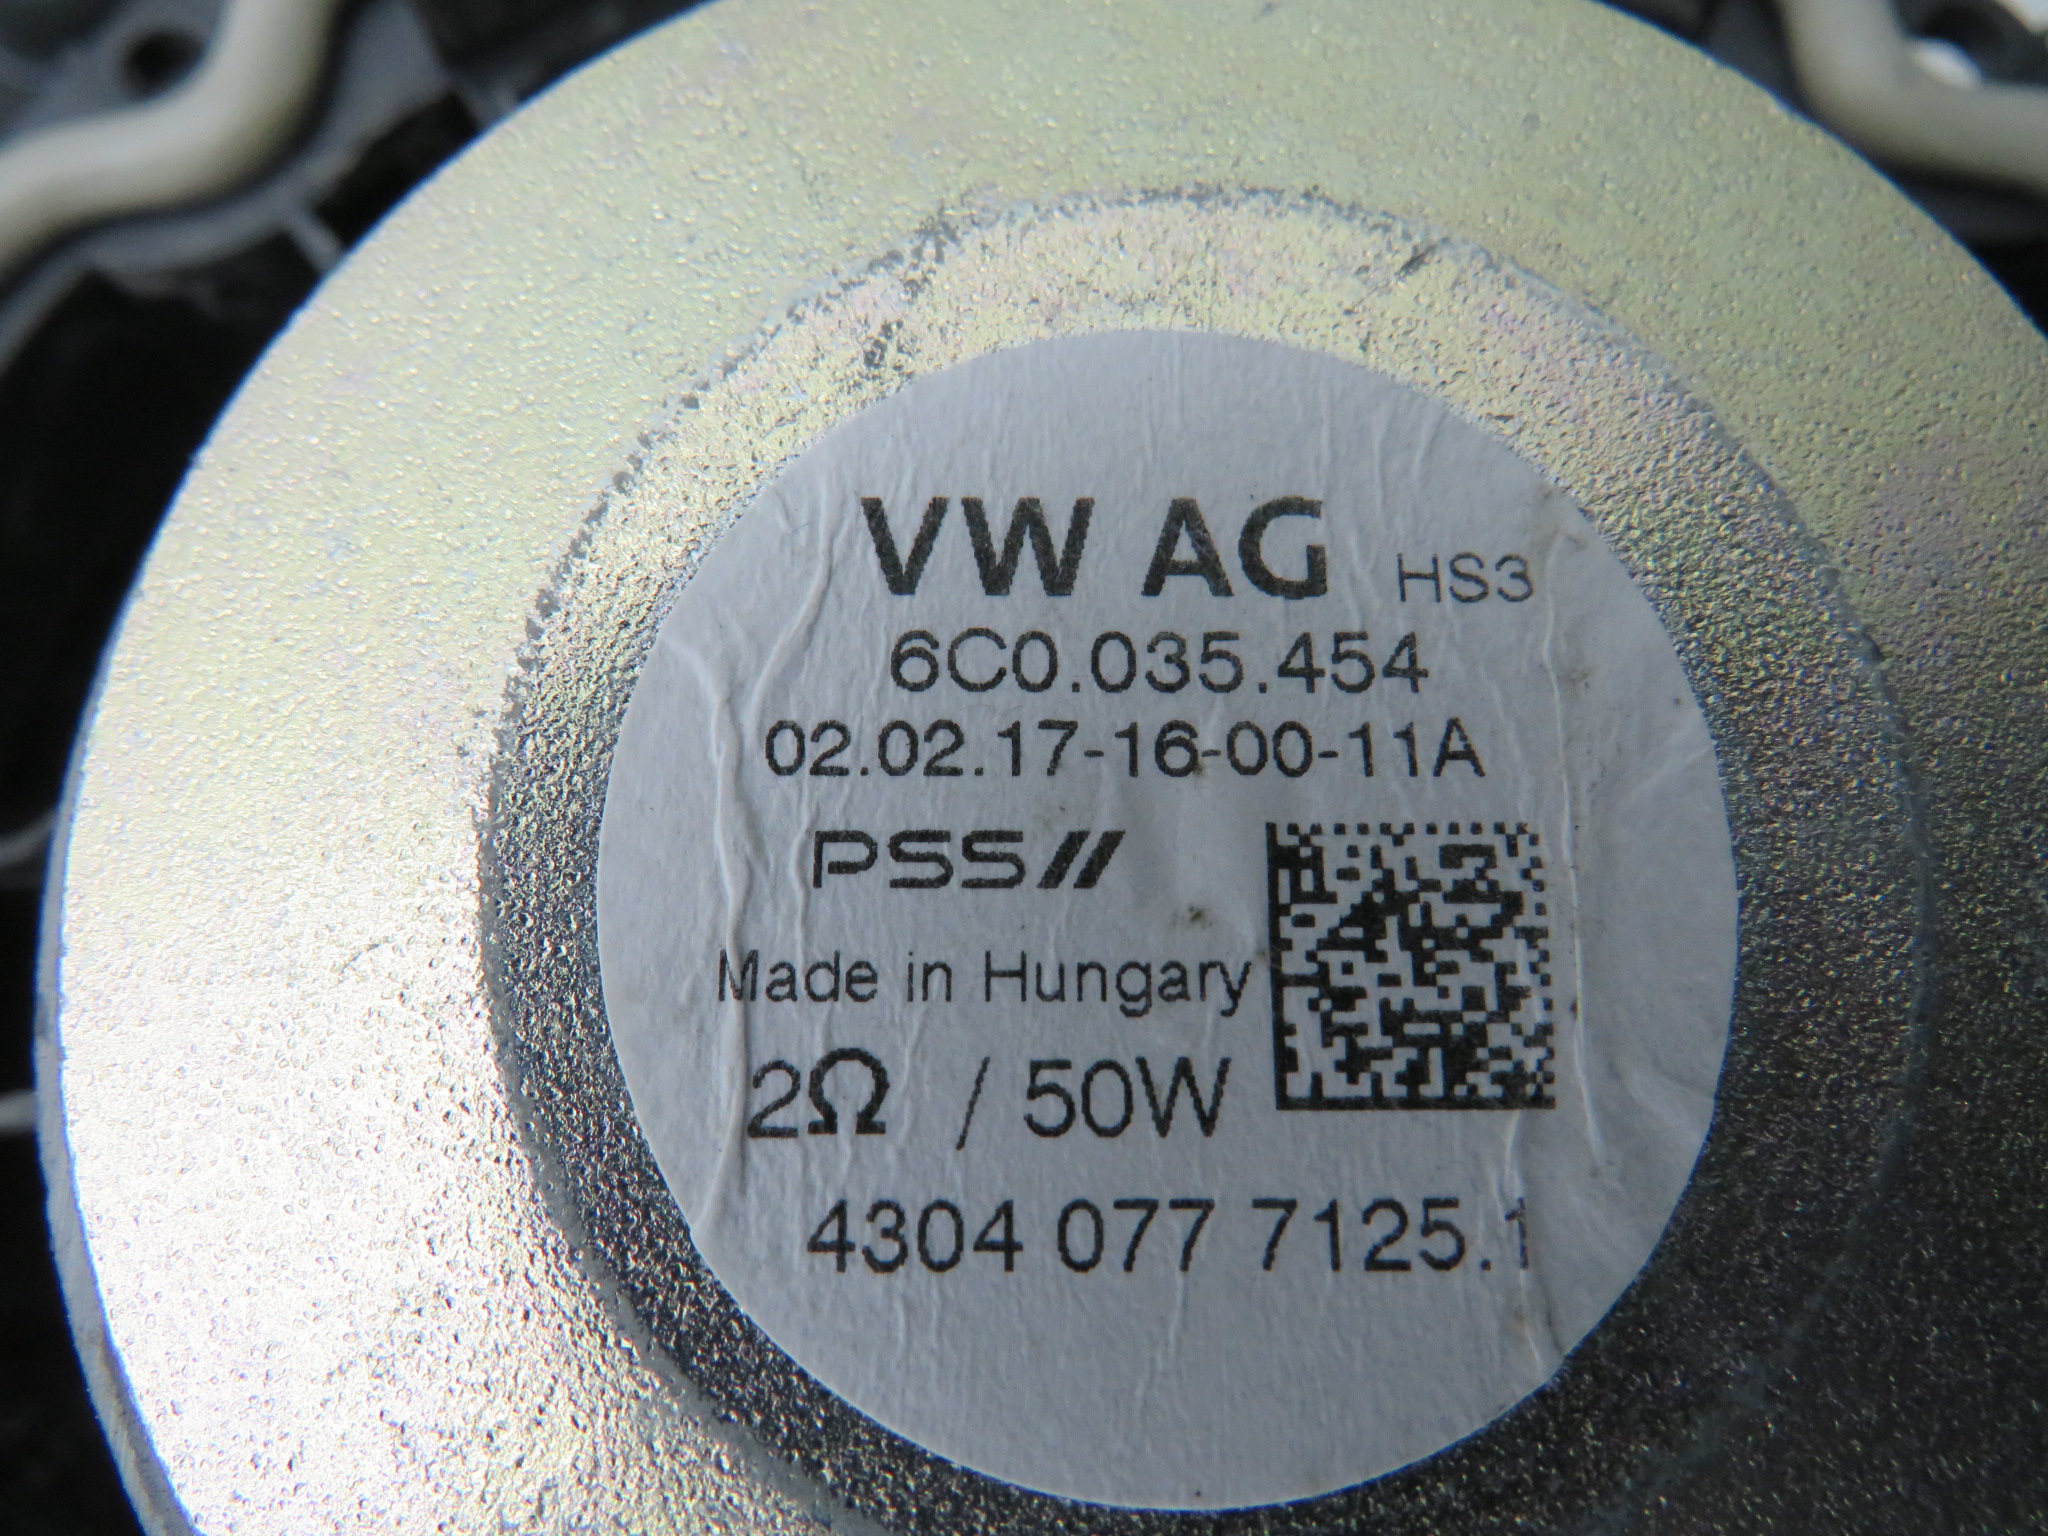 VW AG HS3
6C0.035.454
02.02.17-16-00-11A
PSS//
Made in Hungary
2Ω / 50W
4304 077 7125.1